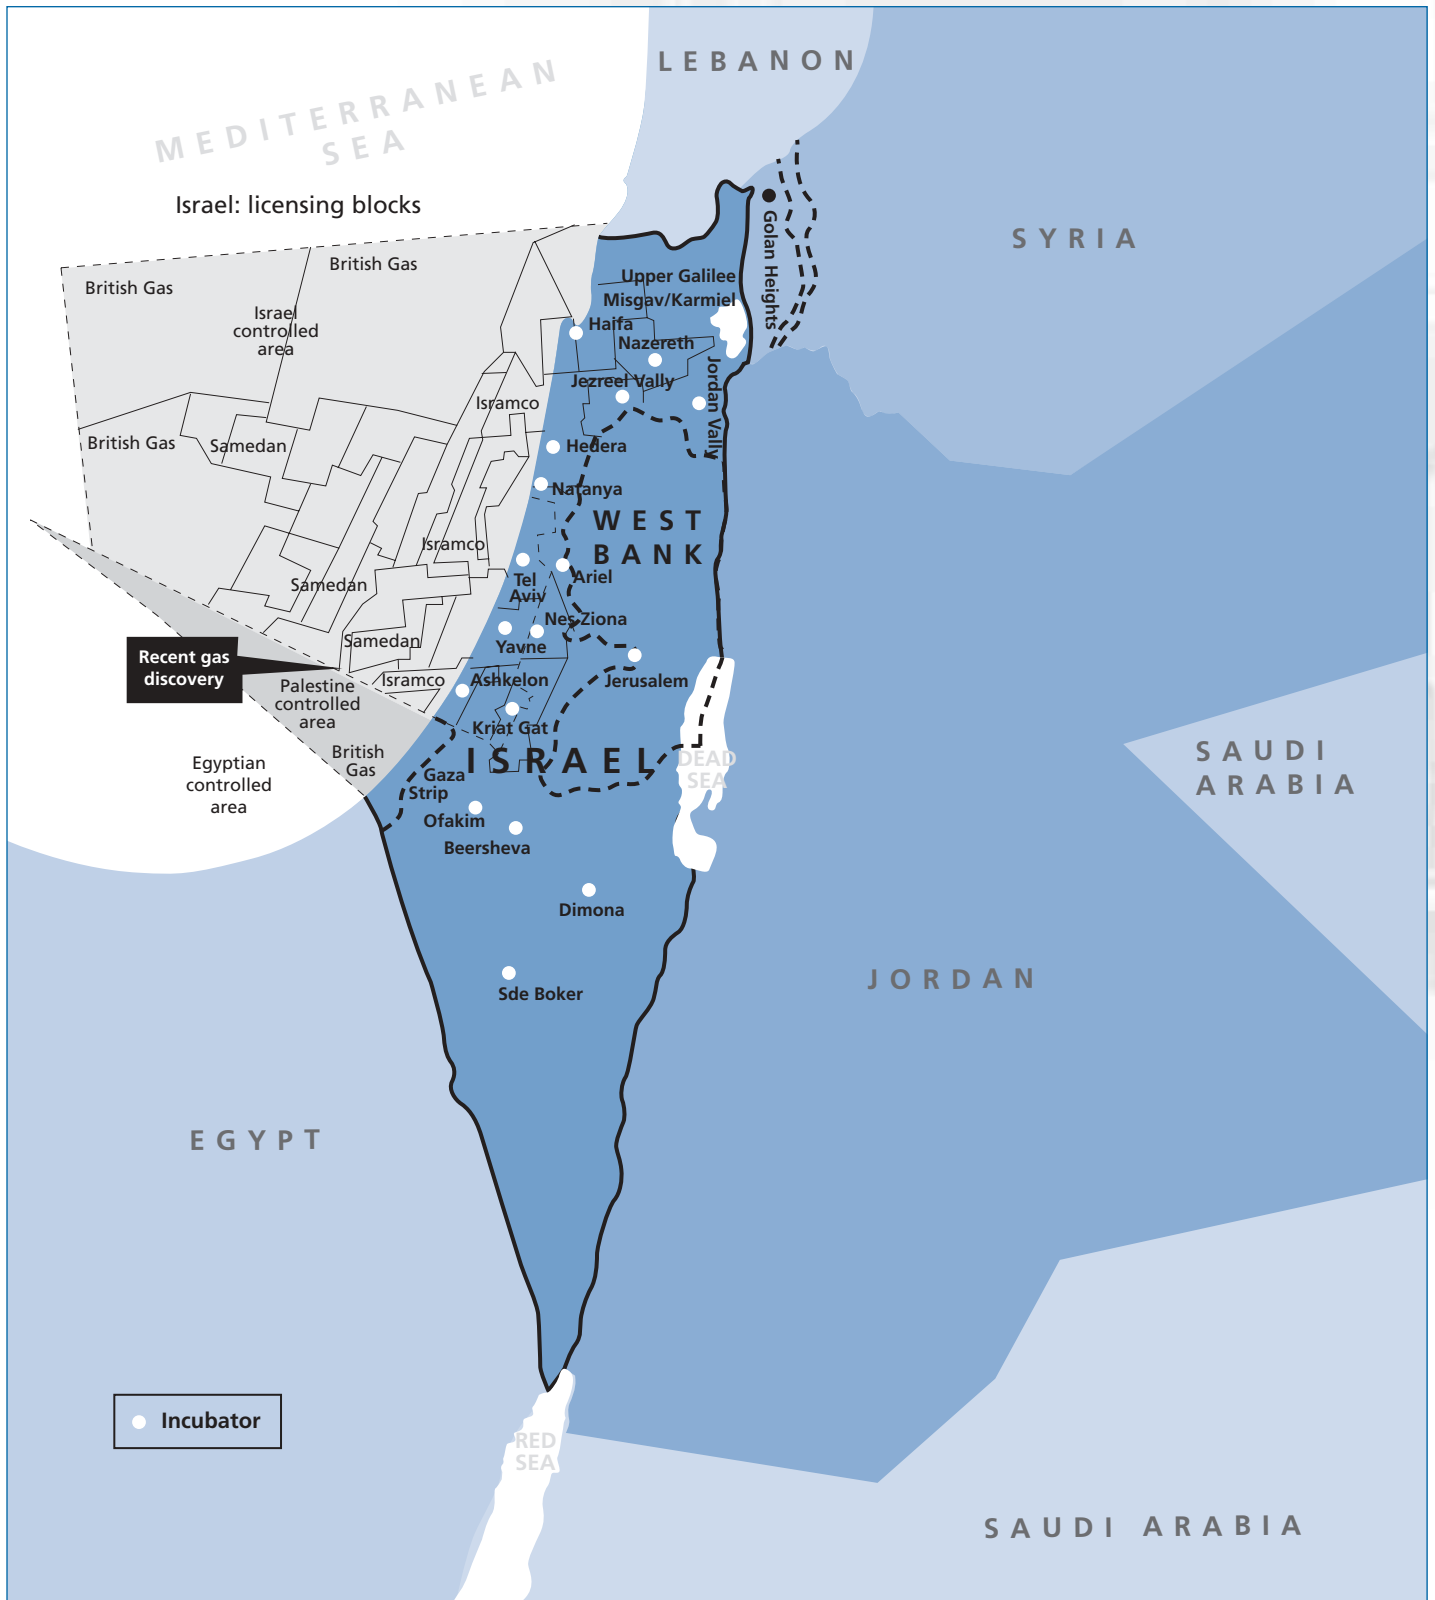 LEBANON
MEDITERRANEAN
SEA
Israel: licensing blocks
SYRIA
Golan Heights
British Gas
British Gas
Israel
controlled
area
Upper Galilee
Misgav/Karmiel
Haifa
Nazereth
Jezreel Vally
Jordan Vally
Isramco
British Gas
Samedan
Hedera
Natanya
WEST
BANK
Isramco
Samedan
Tel
Aviv
Ariel
Nes Ziona
Yavne
Samedan
Recent gas
discovery
Isramco
Ashkelon
Jerusalem
Palestine
controlled
area
Kriat Gat
British
Gas
ISRAEL
DEAD
SEA
Egyptian
controlled
area
Gaza
Strip
Ofakim
Beersheva
SAUDI
ARABIA
Dimona
Sde Boker
JORDAN
EGYPT
Incubator
RED
SEA
SAUDI ARABIA